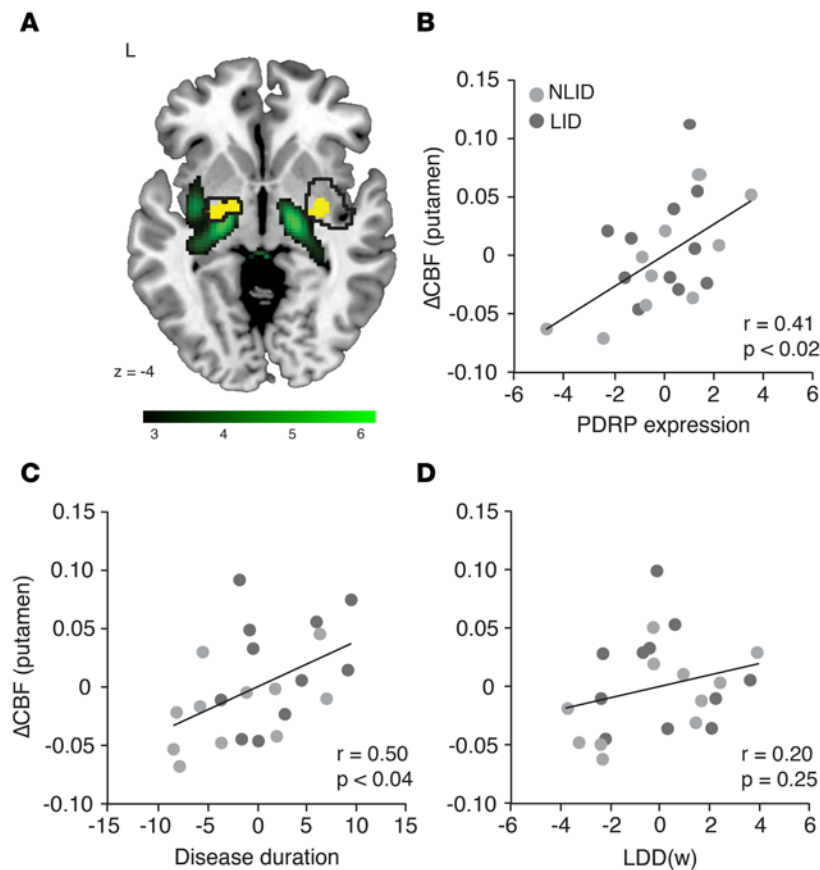 A
L
z = -4
3 4 5 6
B
0.15
0.10
0.05
0
-0.05
-0.10
ΔCBF (putamen)
NLID
LID
r = 0.41
p < 0.02
-6 -4 -2 0 2 4 6
PDRP expression
C
0.15
0.10
0.05
0
-0.05
-0.10
ΔCBF (putamen)
r = 0.50
p < 0.04
-15 -10 -5 0 5 10 15
Disease duration
D
0.15
0.10
0.05
0
-0.05
-0.10
r = 0.20
p = 0.25
-6 -4 -2 0 2 4 6
LDD(w)